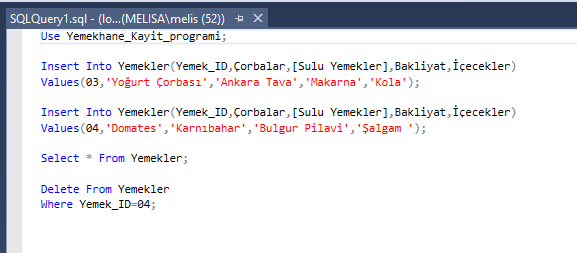 SQLQuery1.sql - (lo...(MELISA\melis (52))
Use Yemekhane_Kayit_programi;
Insert Into Yemekler(Yemek_ID,Çorbalar,[Sulu Yemekler],Bakliyat,İçecekler)
Values(03,'Yoğurt Çorbası','Ankara Tava','Makarna','Kola');
Insert Into Yemekler(Yemek_ID,Çorbalar,[Sulu Yemekler],Bakliyat,İçecekler)
Values(04,'Domates','Karnıbahar','Bulgur Pilavi','Şalgam ');
Select * From Yemekler;
Delete From Yemekler
Where Yemek_ID=04;